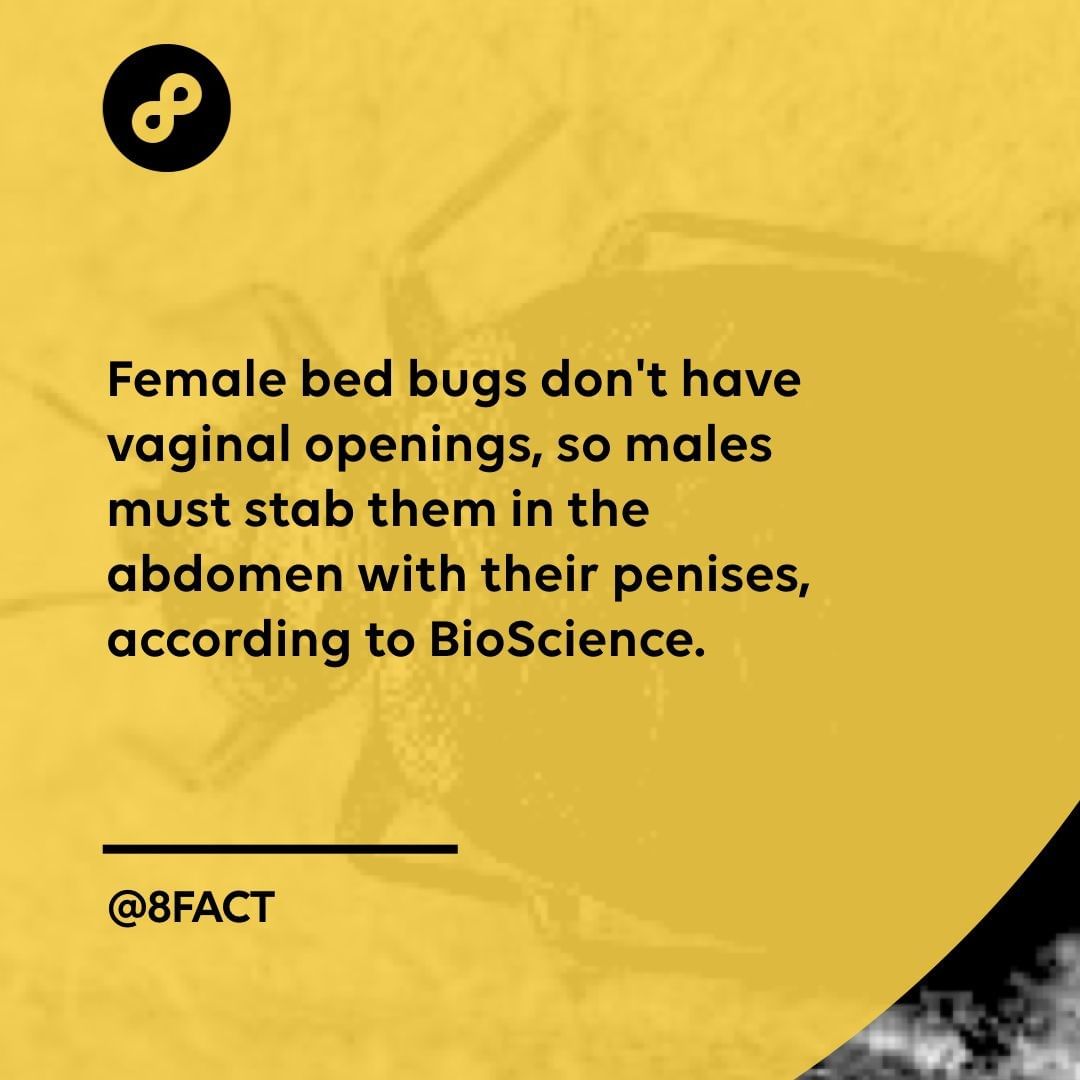 Female bed bugs don't have
vaginal openings, so males
must stab them in the
abdomen with their penises,
according to BioScience.
@8FACT